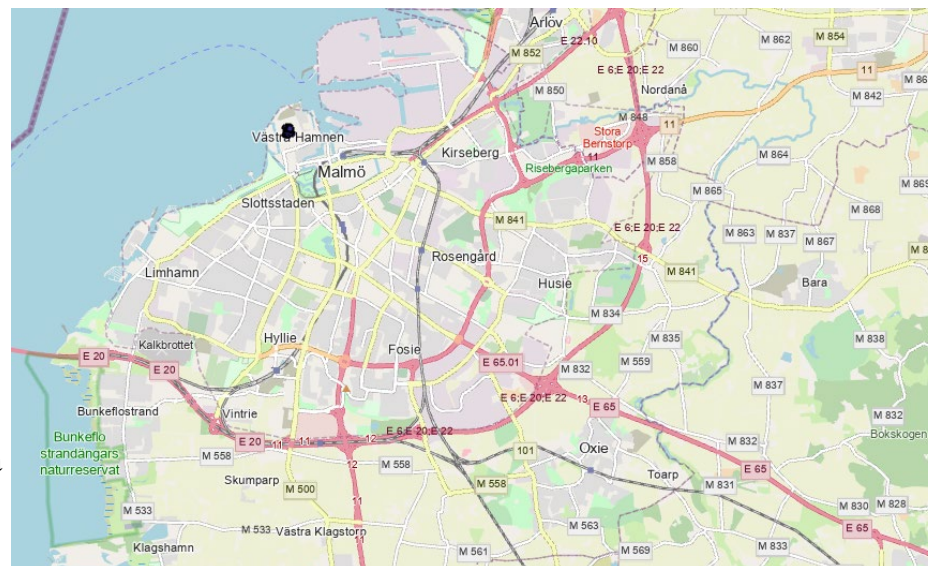 Arlöv
E 22.10
M 852
M 860
M 862
M 854
11
E 6;E 20;E 22
M 850
Nordanå
M 842
M 848
11
Västra Hamnen
Kirseberg
Stora
Bernstorp
11
M 858
M 864
Malmö
Risebergaparken
M 865
Slottsstaden
M 868
M 841
E 6;E 20;E 22
M 863
M 837
M 867
Rosengård
15
M 841
Limhamn
Husie
Bara
M 834
Kalkbrottet
Hyllie
Fosie
M 835
M 838
E 20
E 65.01
M 559
E 20
M 832
M 837
Bunkeflostrand
Vintrie
E 6;E 20;E 22
13
E 65
M 832
Bunkeflo
strandängars
naturreservat
E 20
11
11
12
E 6;E 20;E 22
M 832
Bokskogen
M 558
12
M 558
101
Oxie
E 65
Skumparp
M 500
11
M 558
Toarp
M 831
M 533
M 533
Västra Klagstorp
11
M 563
M 830
M 828
E 65
Klagshamn
M 561
M 569
M 833